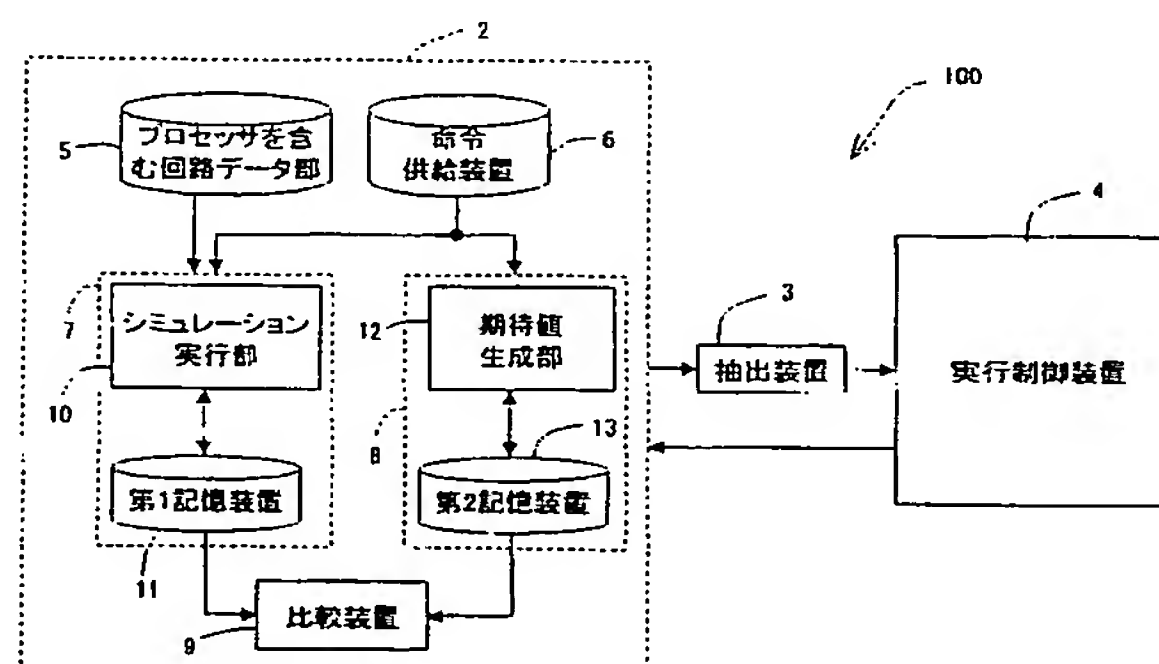 2
100
5
プロセッサを含
む回路データ部
命令
供給装置
6
4
7
シミュレーション
実行部
10
12
期待値
生成部
3
抽出装置
実行制御装置
8
13
第1記憶装置
11
第2記憶装置
比較装置
9